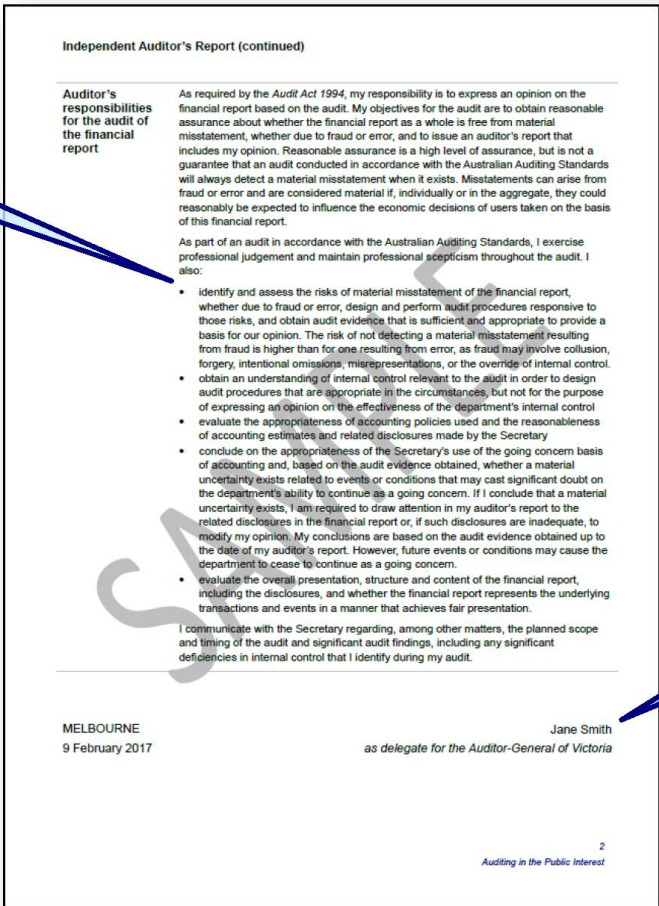 Independent Auditor's Report (continued)
Auditor's
responsibilities
for the audit of
the financial
report
As required by the Audit Act 1994, my responsibility is to express an opinion on the
financial report based on the audit. My objectives for the audit are to obtain reasonable
assurance about whether the financial report as a whole is free from material
misstatement, whether due to fraud or error, and to issue an auditor's report that
includes my opinion. Reasonable assurance is a high level of assurance, but is not a
guarantee that an audit conducted in accordance with the Australian Auditing Standards
will always detect a material misstatement when it exists. Misstatements can arise from
fraud or error and are considered material if, individually or in the aggregate, they could
reasonably be expected to influence the economic decisions of users taken on the basis
of this financial report.
As part of an audit in accordance with the Australian Auditing Standards, I exercise
professional judgement and maintain professional scepticism throughout the audit. I
also:
• identify and assess the risks of material misstatement of the financial report,
whether due to fraud or error, design and perform audit procedures responsive to
those risks, and obtain audit evidence that is sufficient and appropriate to provide a
basis for our opinion. The risk of not detecting a material misstatement resulting
from fraud is higher than for one resulting from error, as fraud may involve collusion,
forgery, intentional omissions, misrepresentations, or the override of internal control.
• obtain an understanding of internal control relevant to the audit in order to design
audit procedures that are appropriate in the circumstances, but not for the purpose
of expressing an opinion on the effectiveness of the department's internal control
• evaluate the appropriateness of accounting policies used and the reasonableness
of accounting estimates and related disclosures made by the Secretary
• conclude on the appropriateness of the Secretary's use of the going concern basis
of accounting and, based on the audit evidence obtained, whether a material
uncertainty exists related to events or conditions that may cast significant doubt on
the department's ability to continue as a going concern. If I conclude that a material
uncertainty exists, I am required to draw attention in my auditor's report to the
related disclosures in the financial report or, if such disclosures are inadequate, to
modify my opinion. My conclusions are based on the audit evidence obtained up to
the date of my auditor's report. However, future events or conditions may cause the
department to cease to continue as a going concern.
• evaluate the overall presentation, structure and content of the financial report,
including the disclosures, and whether the financial report represents the underlying
transactions and events in a manner that achieves fair presentation.
I communicate with the Secretary regarding, among other matters, the planned scope
and timing of the audit and significant audit findings, including any significant
deficiencies in internal control that I identify during my audit.
SAMPLE
MELBOURNE
9 February 2017
Jane Smith
as delegate for the Auditor-General of Victoria
2
Auditing in the Public Interest